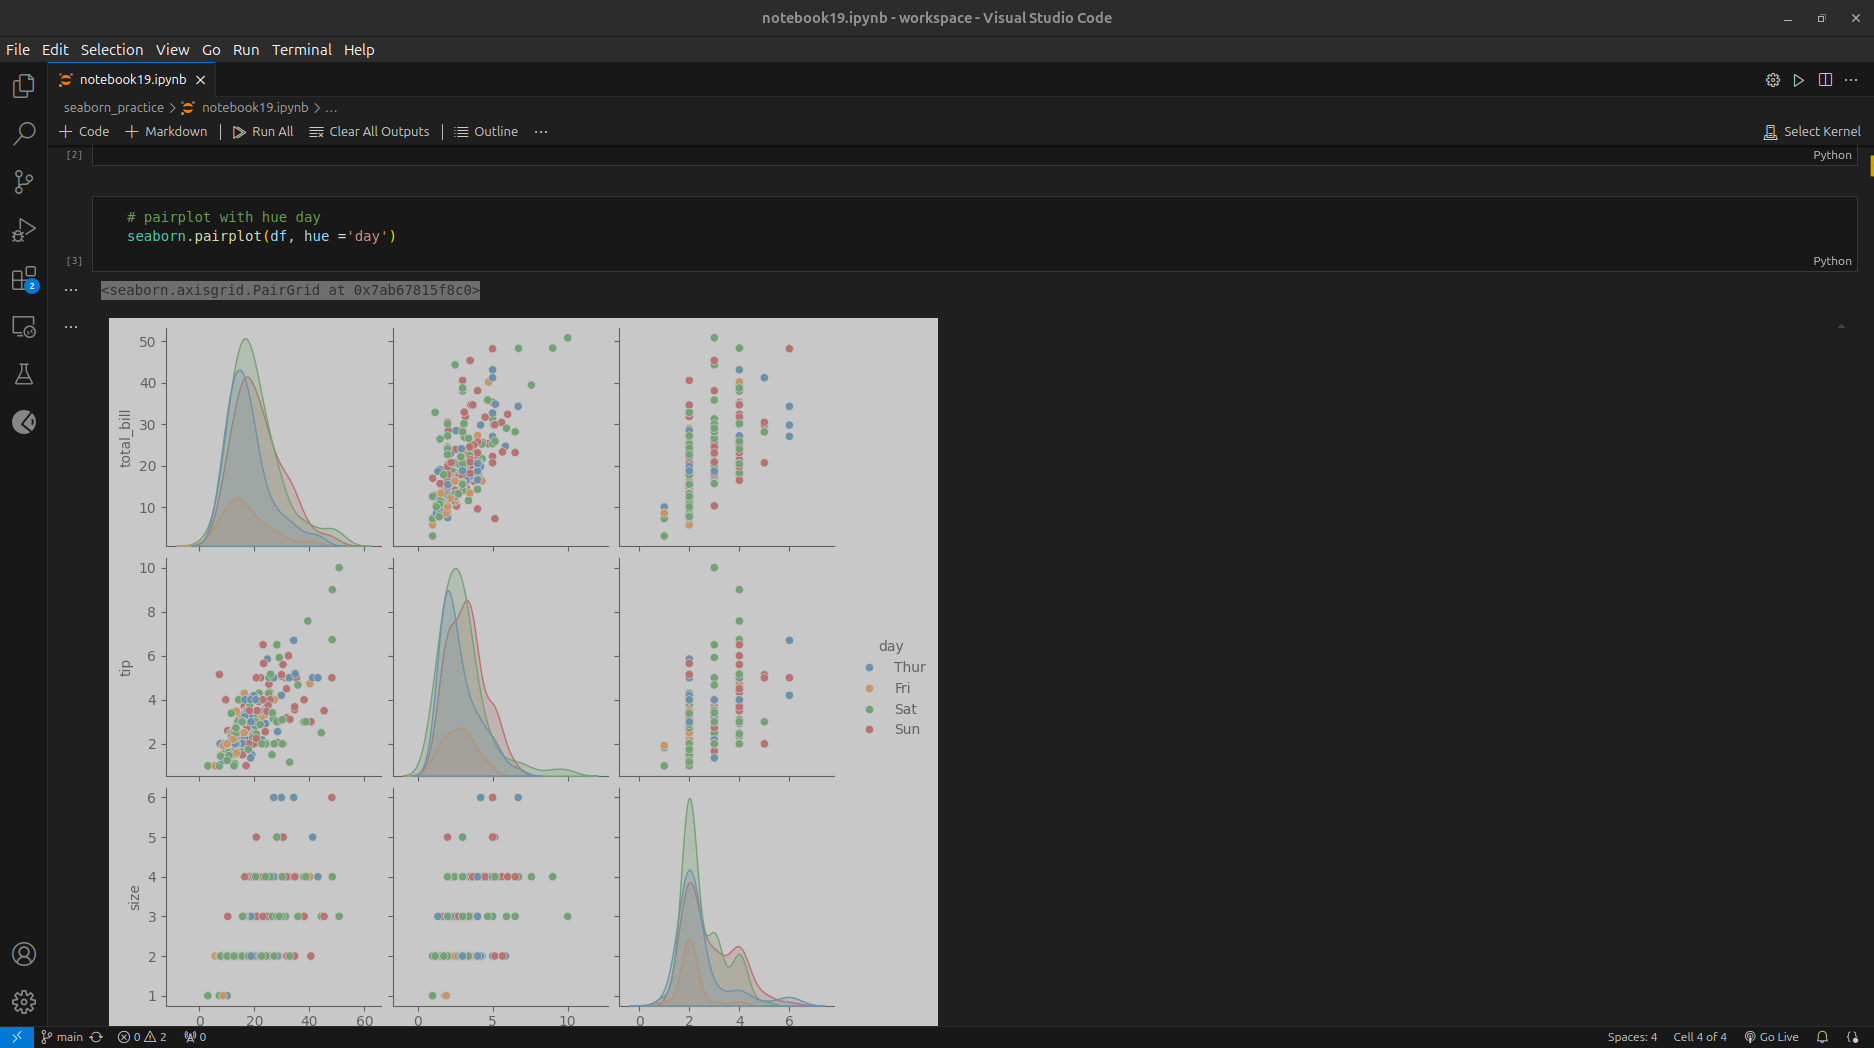 notebook19.ipynb - workspace - Visual Studio Code
File Edit Selection View Go Run Terminal Help
notebook19.ipynb
seaborn_practice > notebook19.ipynb > ...
+ Code + Markdown | Run All Clear All Outputs | Outline ...
Select Kernel
[2]
Python
# pairplot with hue day
seaborn.pairplot(df, hue ='day')
[3]
Python
<seaborn.axisgrid.PairGrid at 0x7ab67815f8c0>
2
total_bill
50
40
30
20
10
tip
10
8
6
4
2
day
Thur
Fri
Sat
Sun
size
6
5
4
3
2
1
0 20 40 60
0 5 10
0 2 4 6
main 0 2 0
Spaces: 4 Cell 4 of 4 Go Live